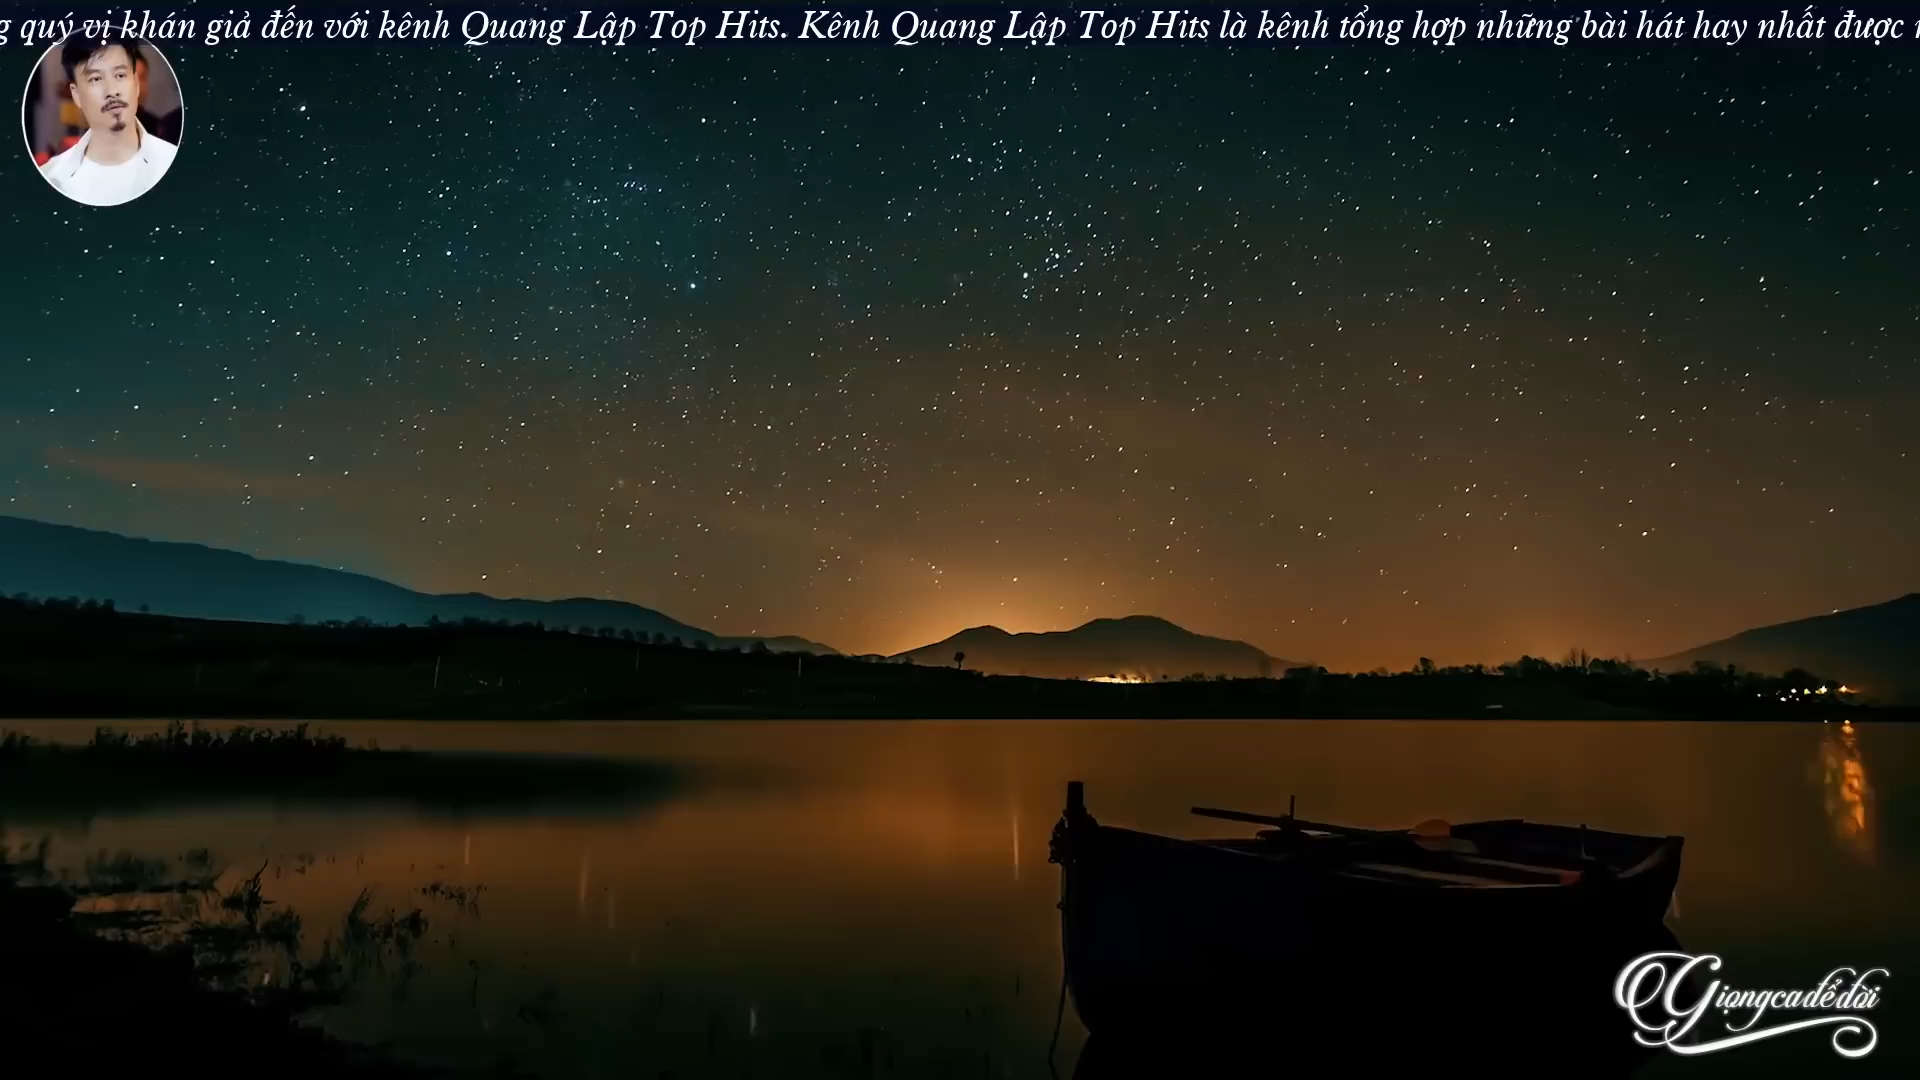 quý vị khán giả đến với kênh Quang Lập Top Hits. Kênh Quang Lập Top Hits là kênh tổng hợp những bài hát hay nhất được
Giọngcadểđời